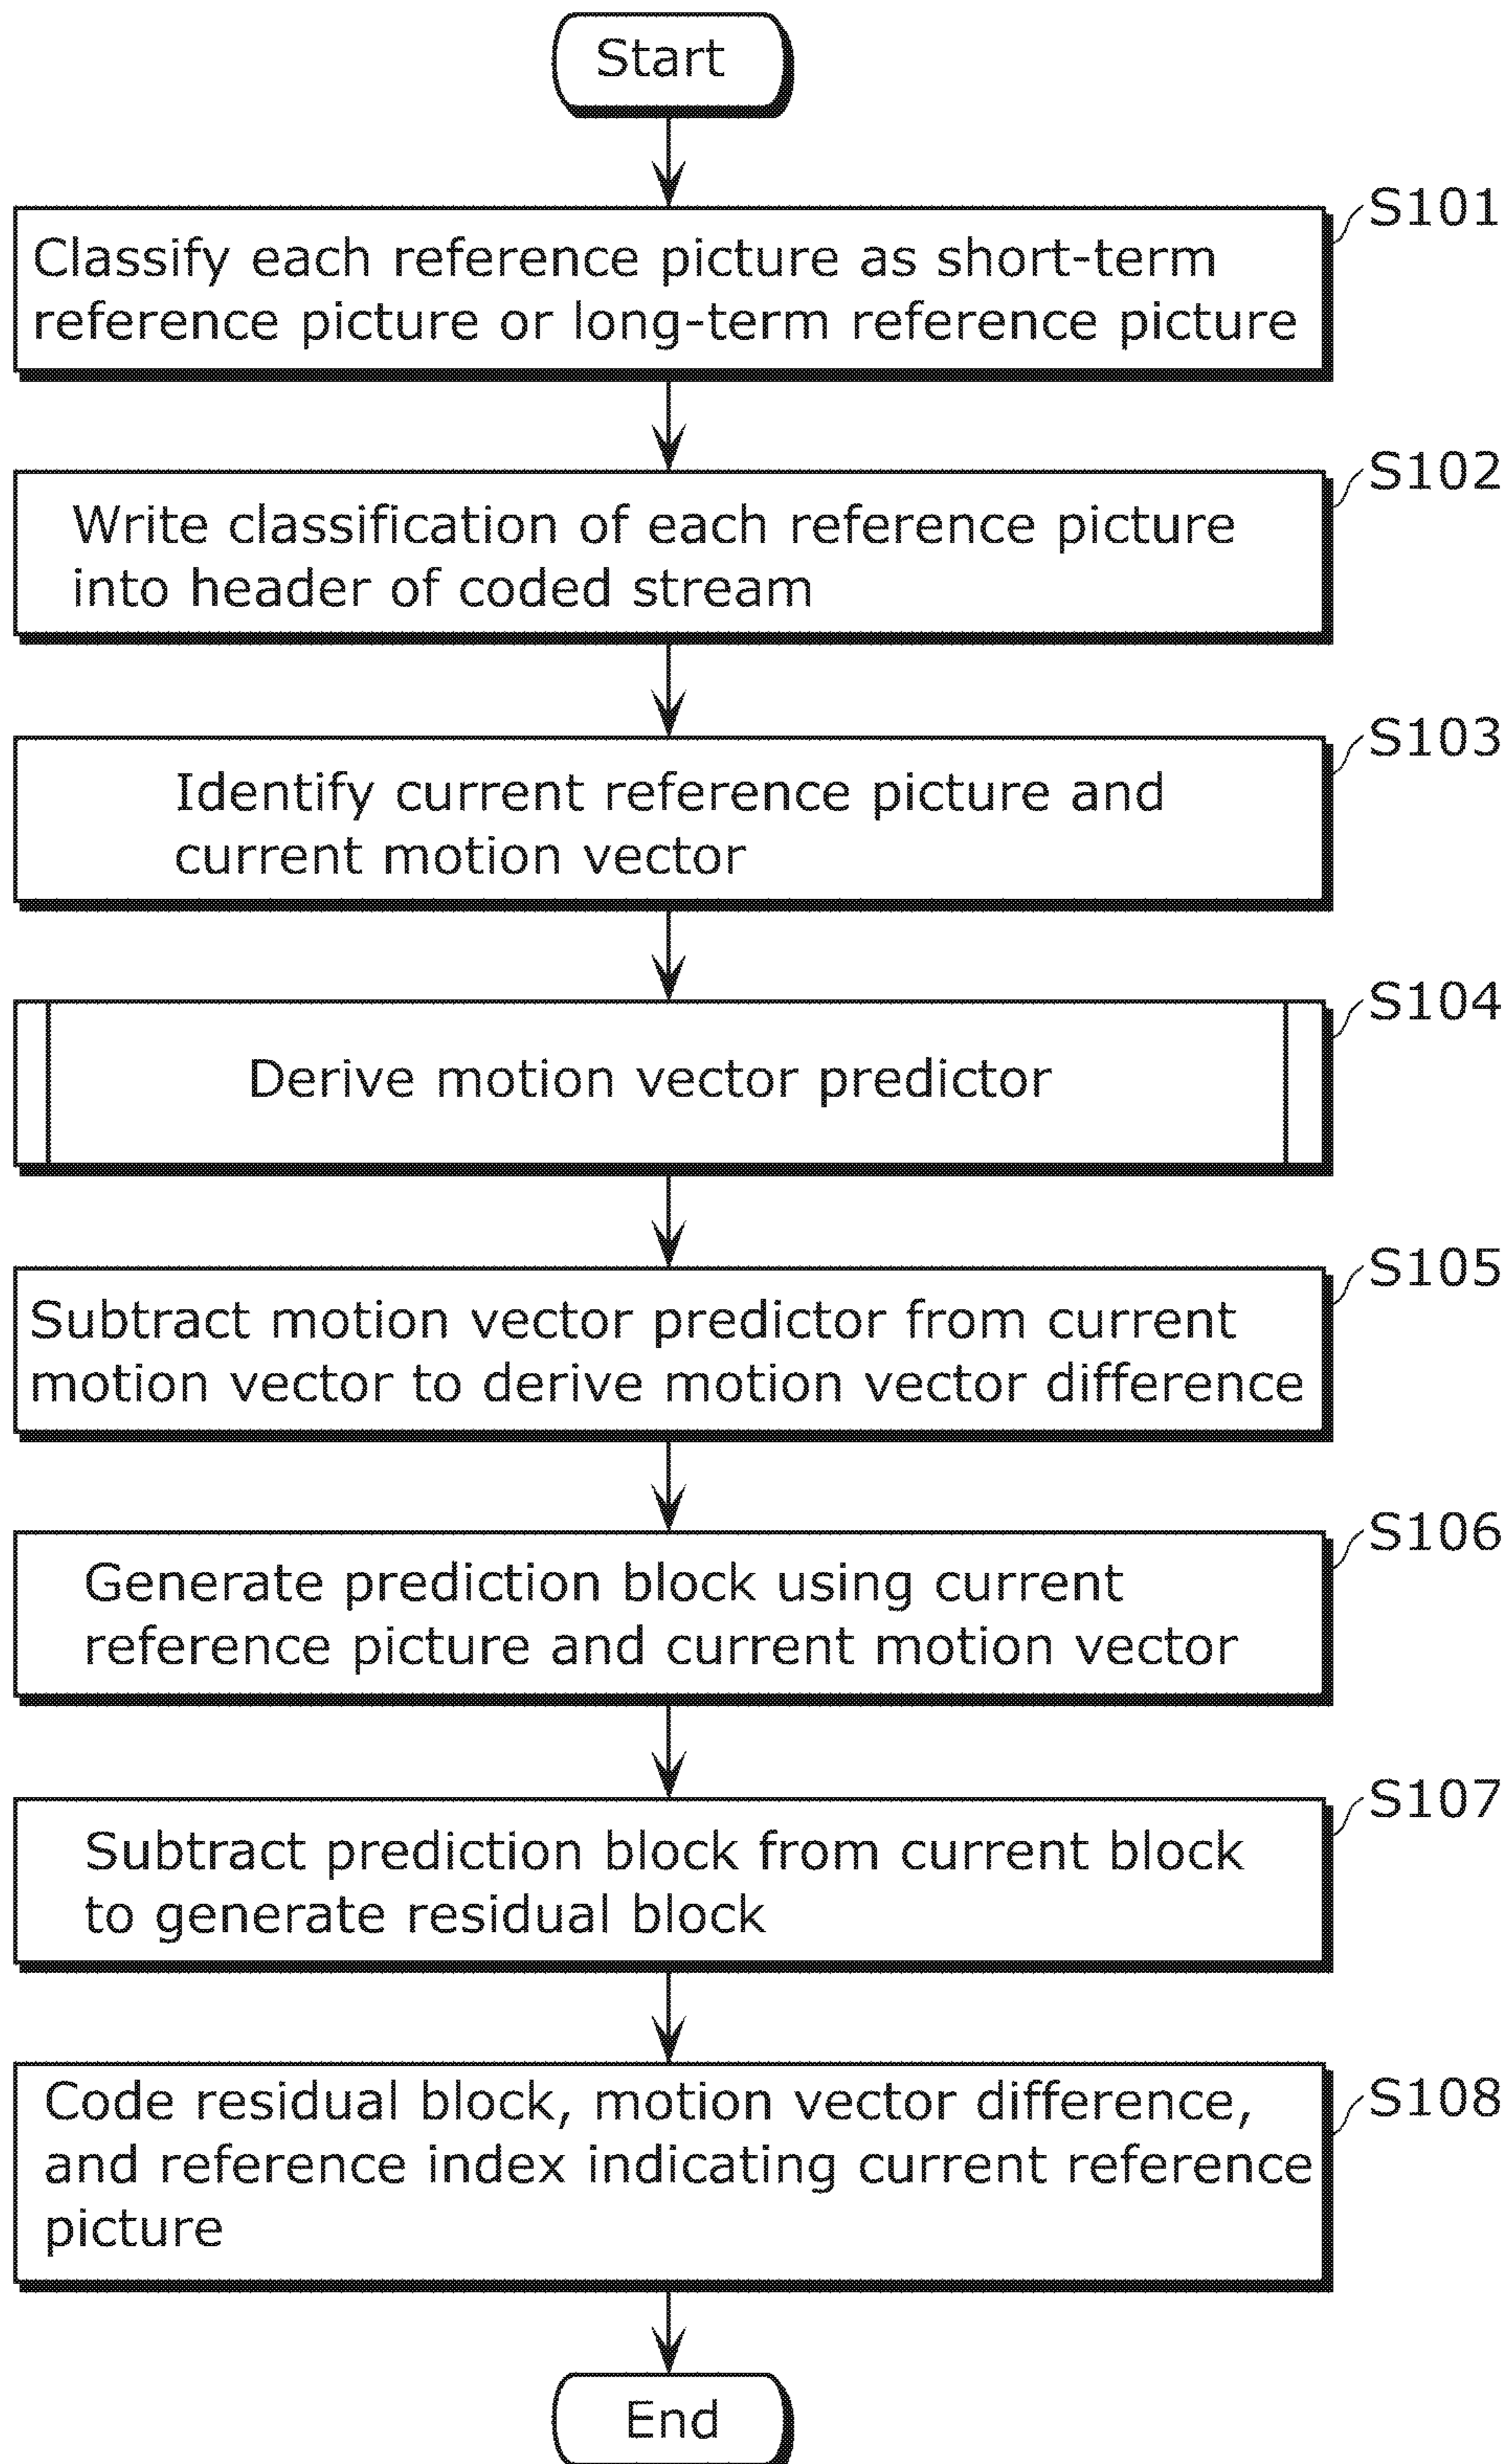 Start
S101
Classify each reference picture as short-term
reference picture or long-term reference picture
S102
Write classification of each reference picture
into header of coded stream
S103
Identify current reference picture and
current motion vector
S104
Derive motion vector predictor
S105
Subtract motion vector predictor from current
motion vector to derive motion vector difference
S106
Generate prediction block using current
reference picture and current motion vector
S107
Subtract prediction block from current block
to generate residual block
S108
Code residual block, motion vector difference,
and reference index indicating current reference
picture
End